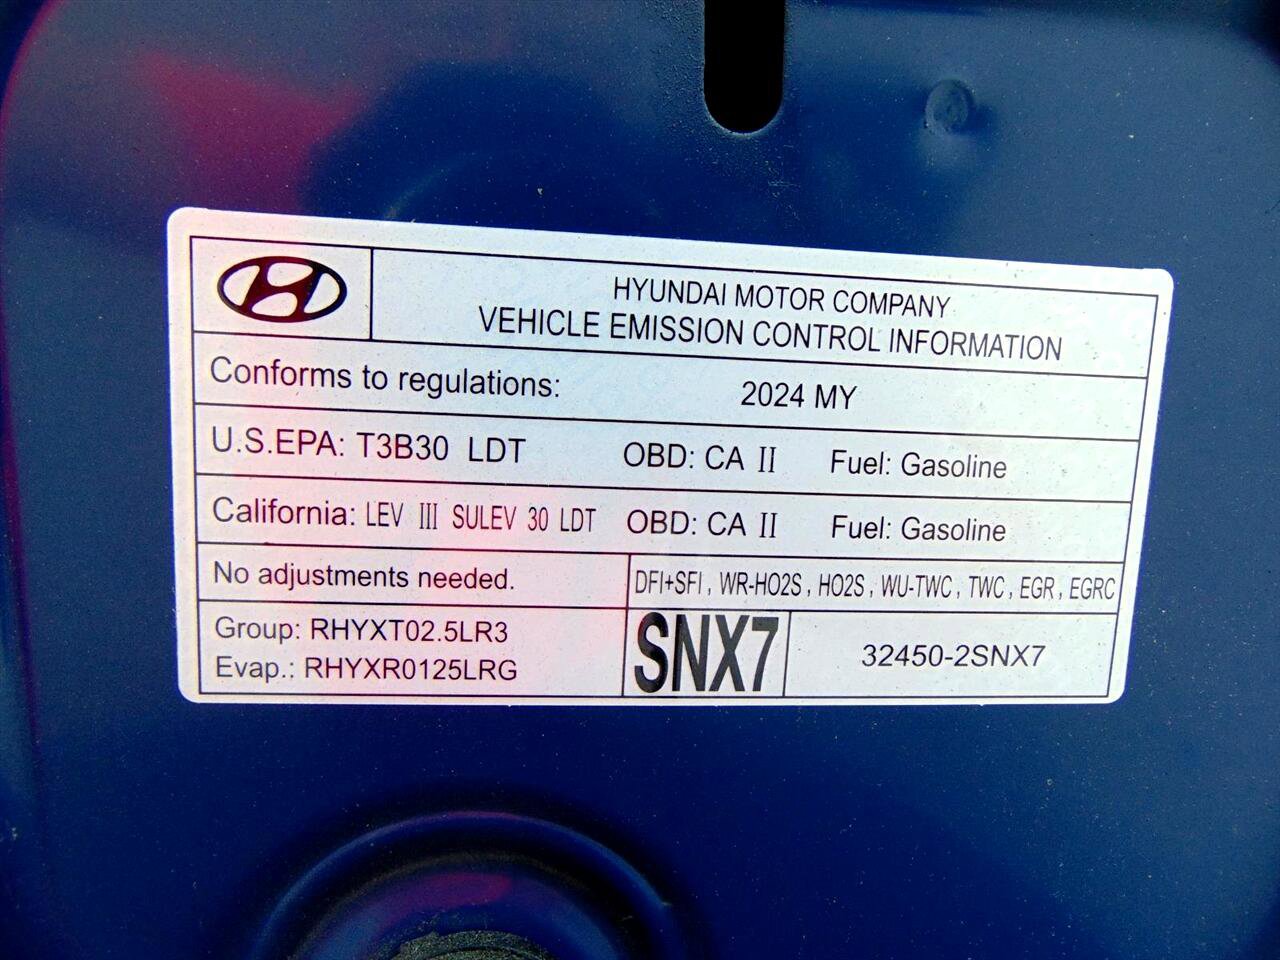 HYUNDAI MOTOR COMPANY
VEHICLE EMISSION CONTROL INFORMATION
Conforms to regulations: 2024 MY
U.S.EPA: T3B30 LDT OBD: CA II Fuel: Gasoline
California: LEV III SULEV 30 LDT OBD: CA II Fuel: Gasoline
No adjustments needed. DFI+SFI, WR-HO2S, HO2S, WU-TWC, TWC, EGR, EGRC
Group: RHYXT02.5LR3
Evap.: RHYXR0125LRG
SNX7 32450-2SNX7